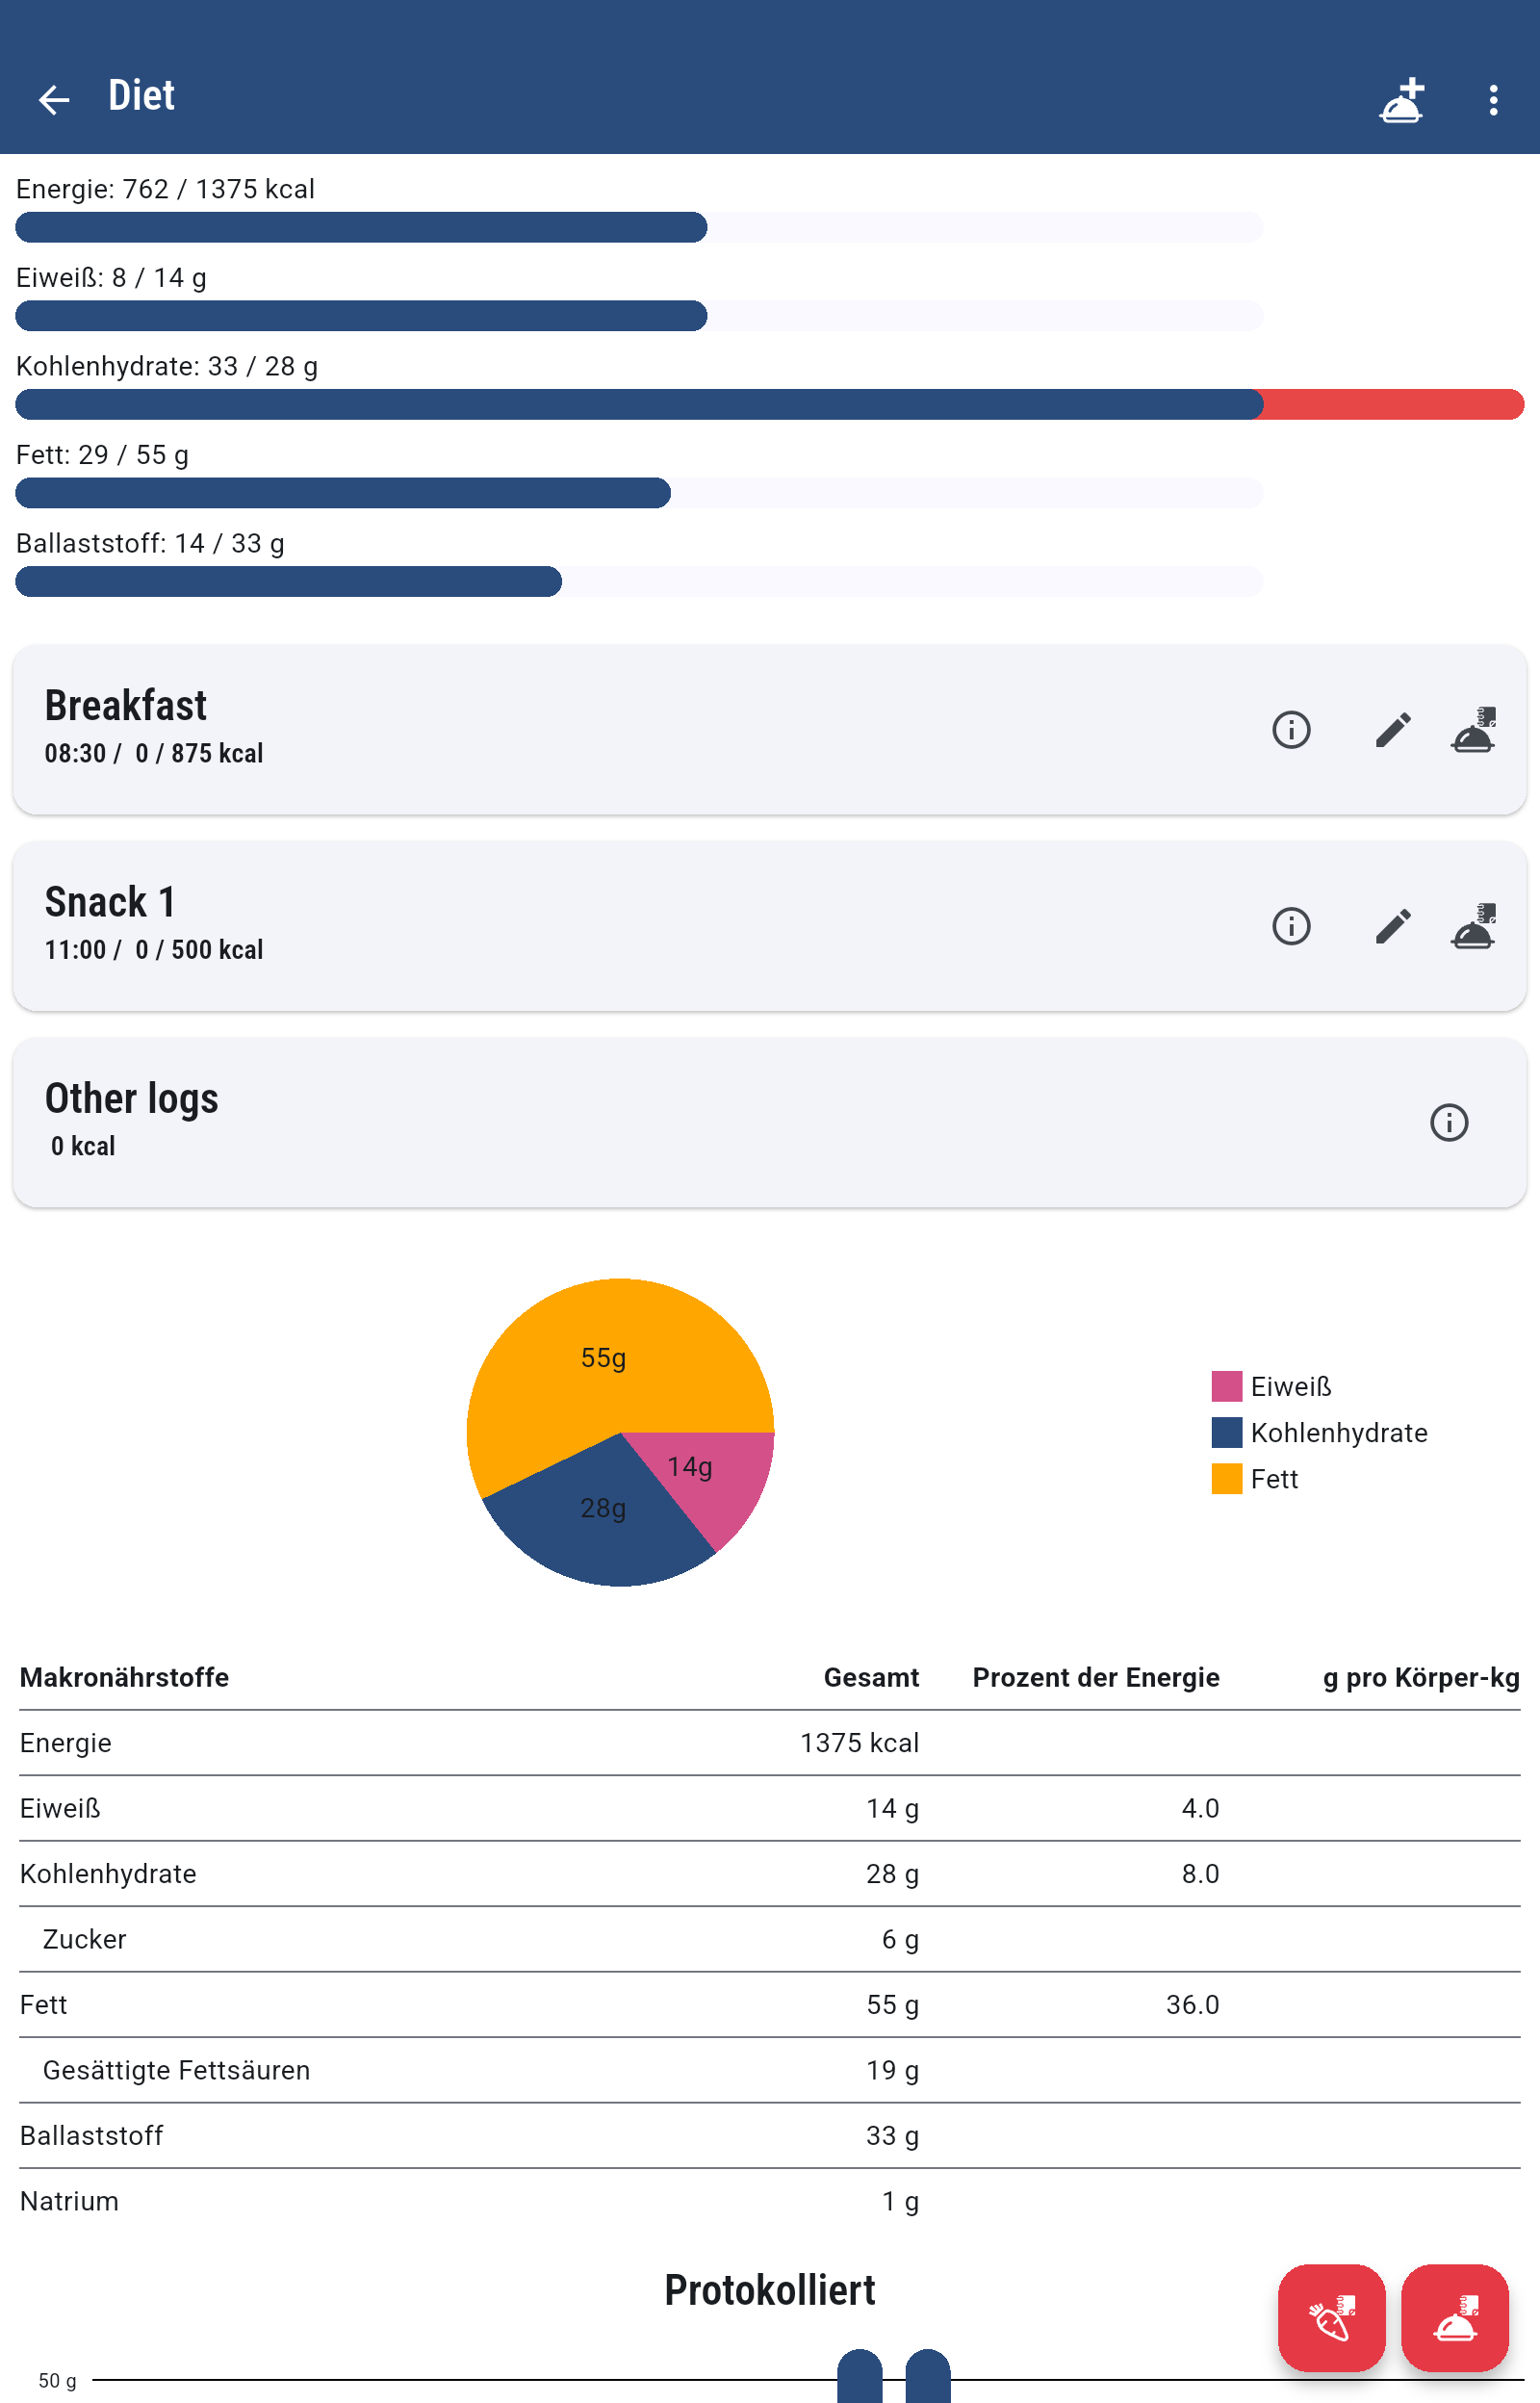 Diet
Energie: 762 / 1375 kcal
Eiweiß: 8 / 14 g
Kohlenhydrate: 33 / 28 g
Fett: 29 / 55 g
Ballaststoff: 14 / 33 g
Breakfast
08:30 / 0 / 875 kcal
Snack 1
11:00 / 0 / 500 kcal
Other logs
0 kcal
55g
14g
28g
Eiweiß
Kohlenhydrate
Fett
Makronährstoffe Gesamt Prozent der Energie g pro Körper-kg
Energie 1375 kcal
Eiweiß 14 g 4.0
Kohlenhydrate 28 g 8.0
Zucker 6 g
Fett 55 g 36.0
Gesättigte Fettsäuren 19 g
Ballaststoff 33 g
Natrium 1 g
Protokolliert
50 g